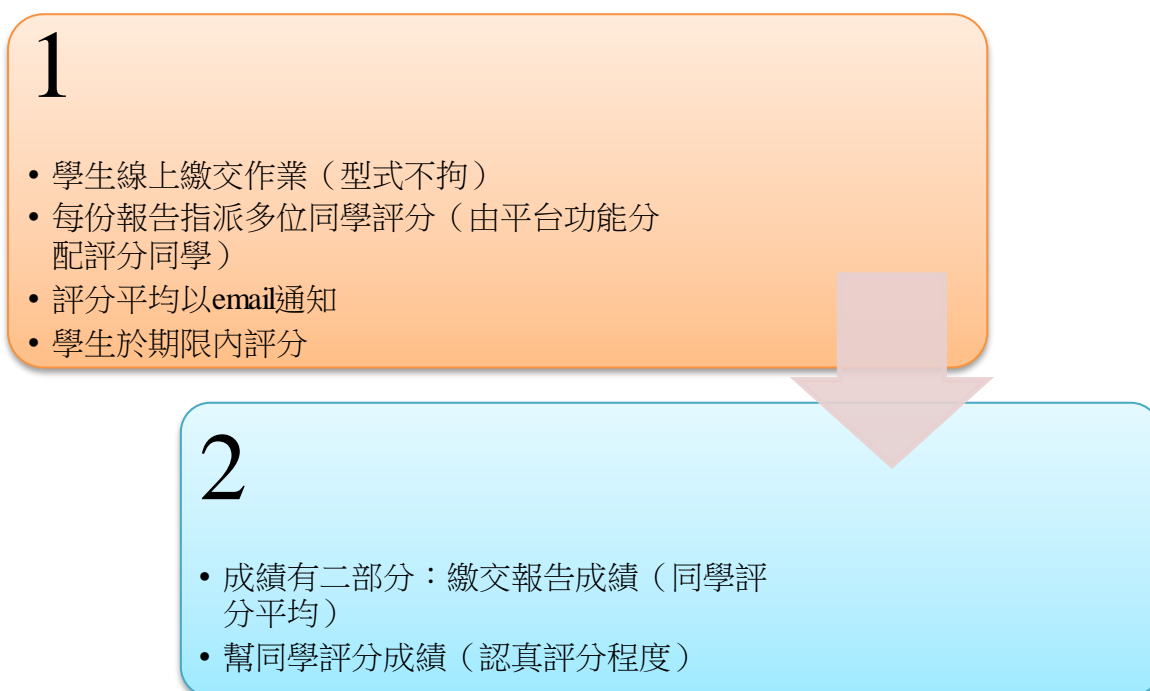 1
• 學生線上繳交作業（型式不拘）
• 每份報告指派多位同學評分（由平台功能分
配評分同學）
• 評分平均以email通知
• 學生於期限內評分
2
• 成績有二部分：繳交報告成績（同學評
分平均）
• 幫同學評分成績（認真評分程度）